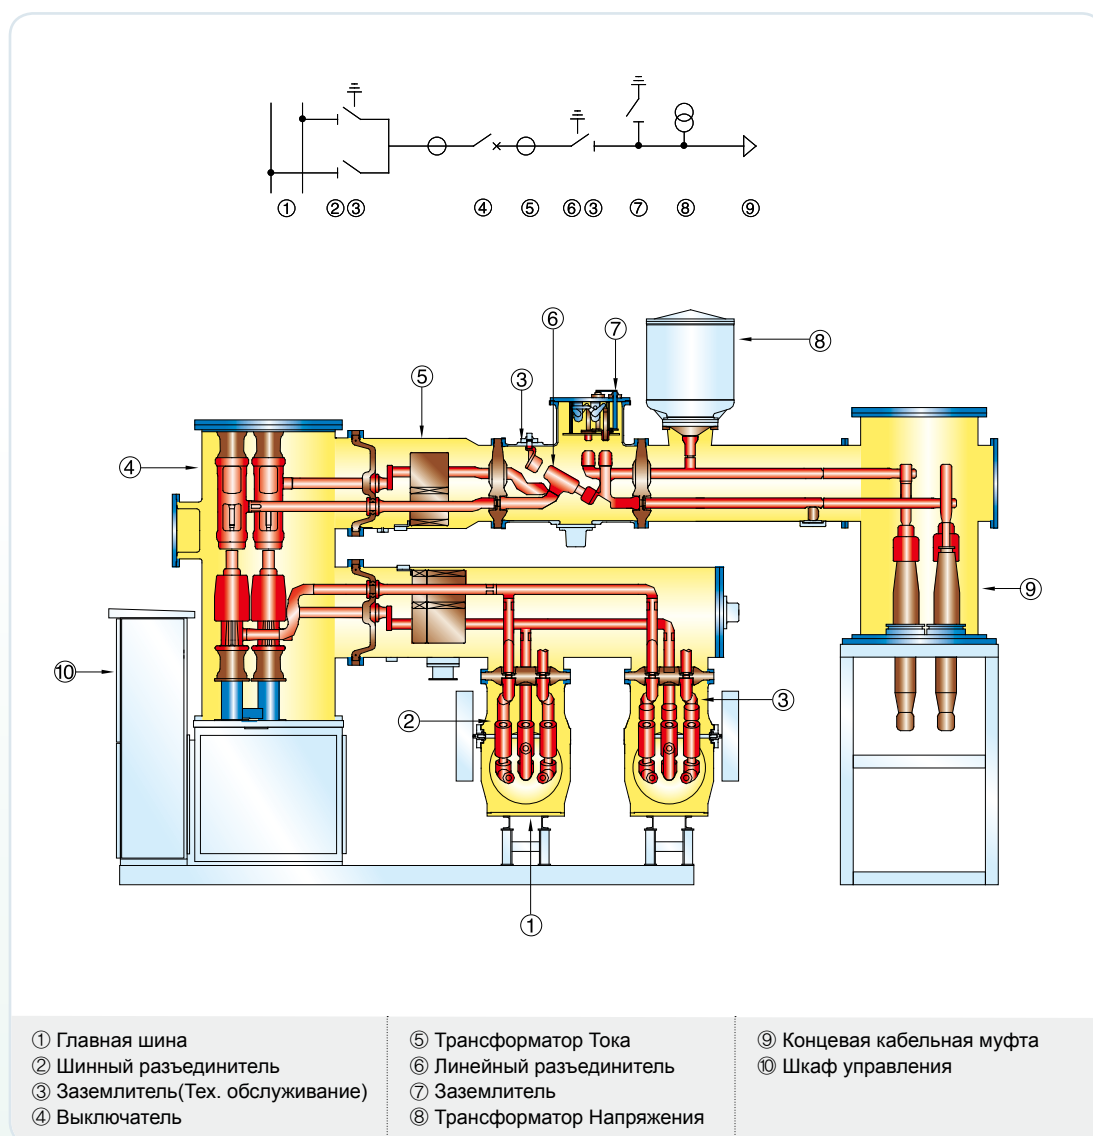 ① ②③ ④ ⑤ ⑥③ ⑦ ⑧ ⑨
⑥
⑦
⑧
⑤
③
④
⑨
⑩
②
③
①
① Главная шина
② Шинный разъединитель
③ Заземлитель(Тех. обслуживание)
④ Выключатель
⑤ Трансформатор Тока
⑥ Линейный разъединитель
⑦ Заземлитель
⑧ Трансформатор Напряжения
⑨ Концевая кабельная муфта
⑩ Шкаф управления